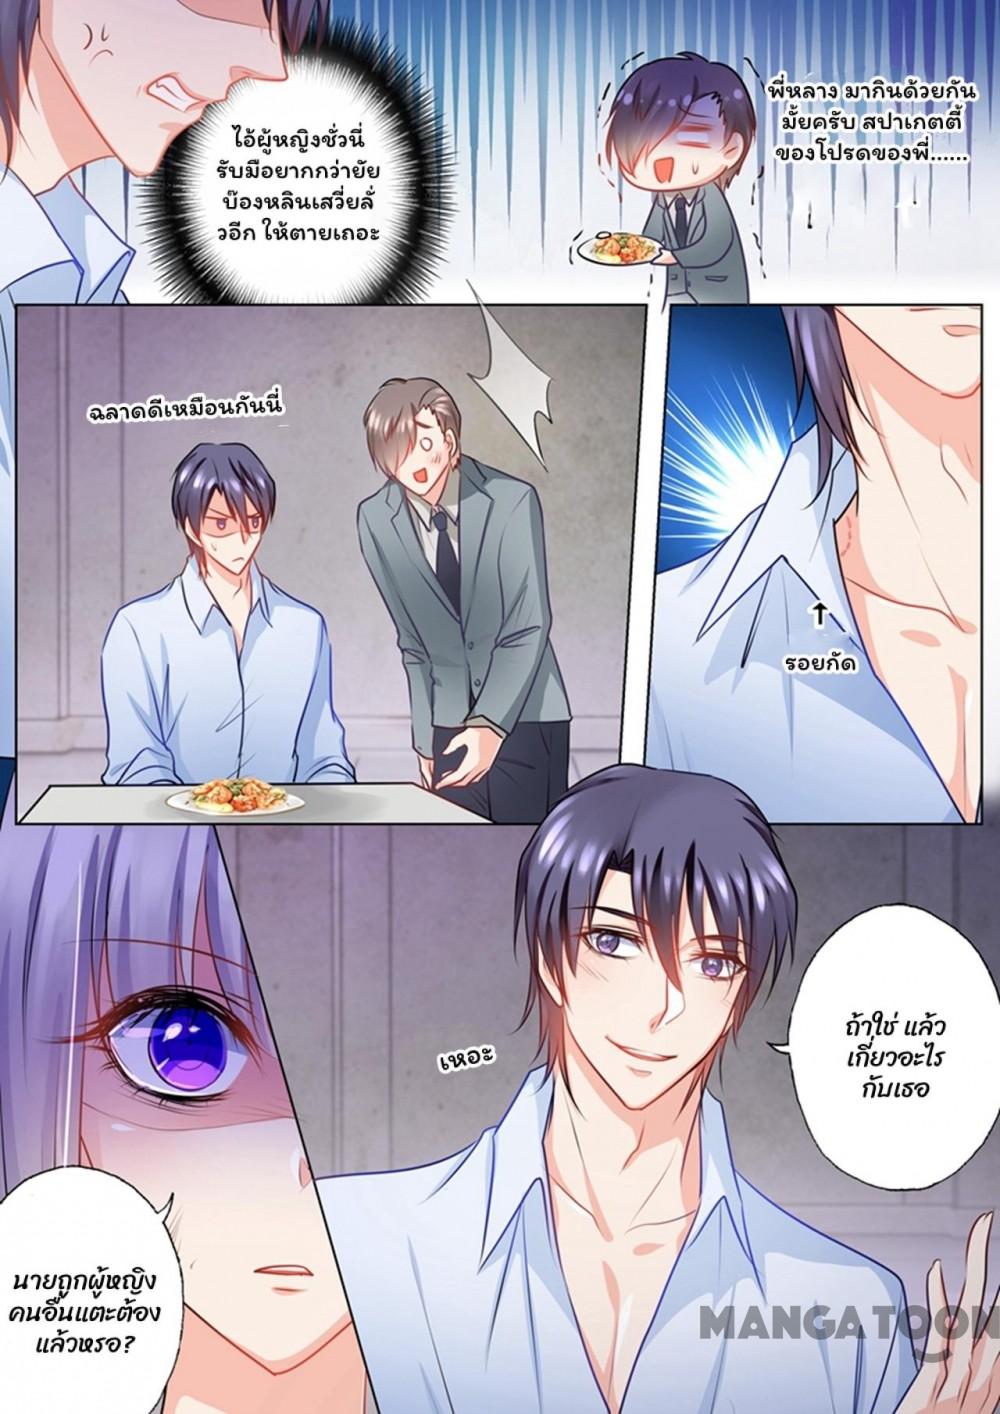 ไอ้ผู้หญิงชั่วนี่
รับมือยากกว่ายัย
บ๊องหลินเสวี่ยลั่
วอีก ให้ตายเถอะ
พี่หลาง มากินด้วยกัน
มั้ยครับ สปาเกตตี้
ของโปรดของพี่......
ฉลาดดีเหมือนกันนี่
↑
รอยกัด
ถ้าใช่ แล้ว
เกี่ยวอะไร
กับเธอ
เหอะ
นายถูกผู้หญิง
คนอื่นแตะต้อง
แล้วหรอ?
MANGATOON